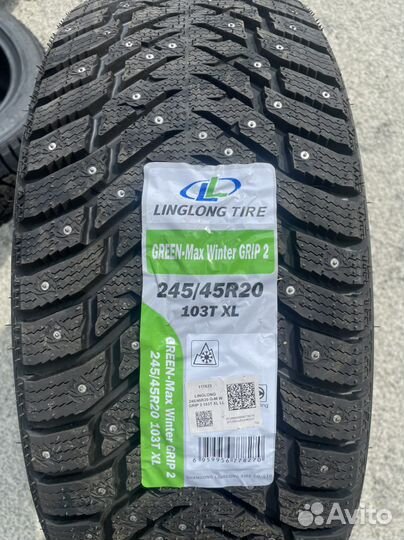 LINGLONG TIRE
GREEN-Max Winter GRIP 2
245/45R20
103T XL
GREEN-Max Winter GRIP 2
245/45R20 103T XL
LINGLONG
Avito